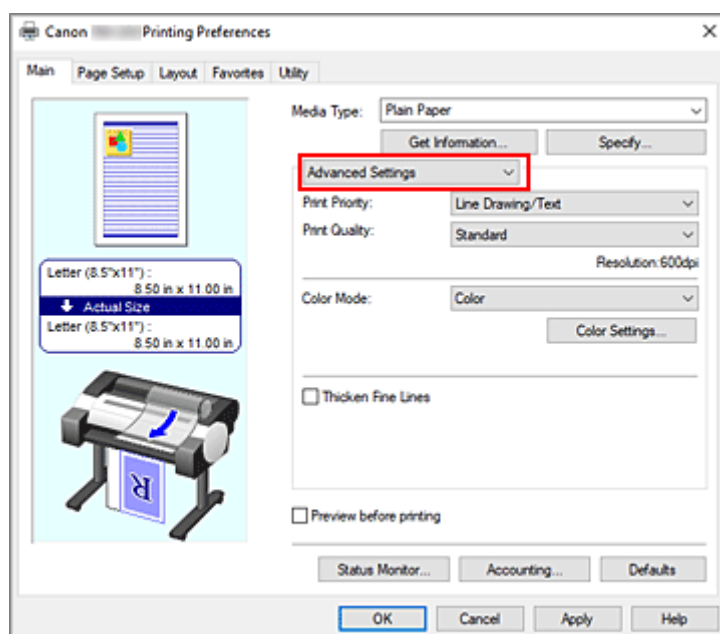 Canon Printing Preferences
Main Page Setup Layout Favorites Utility
Media Type: Plain Paper
Get Information... Specify...
Advanced Settings
Print Priority: Line Drawing/Text
Print Quality: Standard
Resolution:600dpi
Letter (8.5"x11") :
8.50 in x 11.00 in
Actual Size
Letter (8.5"x11") :
8.50 in x 11.00 in
Color Mode: Color
Color Settings...
Thicken Fine Lines
R
Preview before printing
Status Monitor... Accounting... Defaults
OK Cancel Apply Help